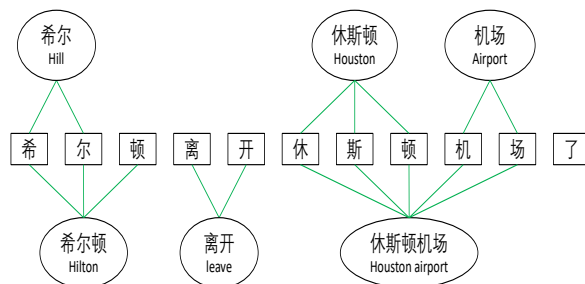 希尔
Hill
休斯顿
Houston
机场
Airport
希 尔 顿 离 开 休 斯 顿 机 场 了
希尔顿
Hilton
离开
leave
休斯顿机场
Houston airport